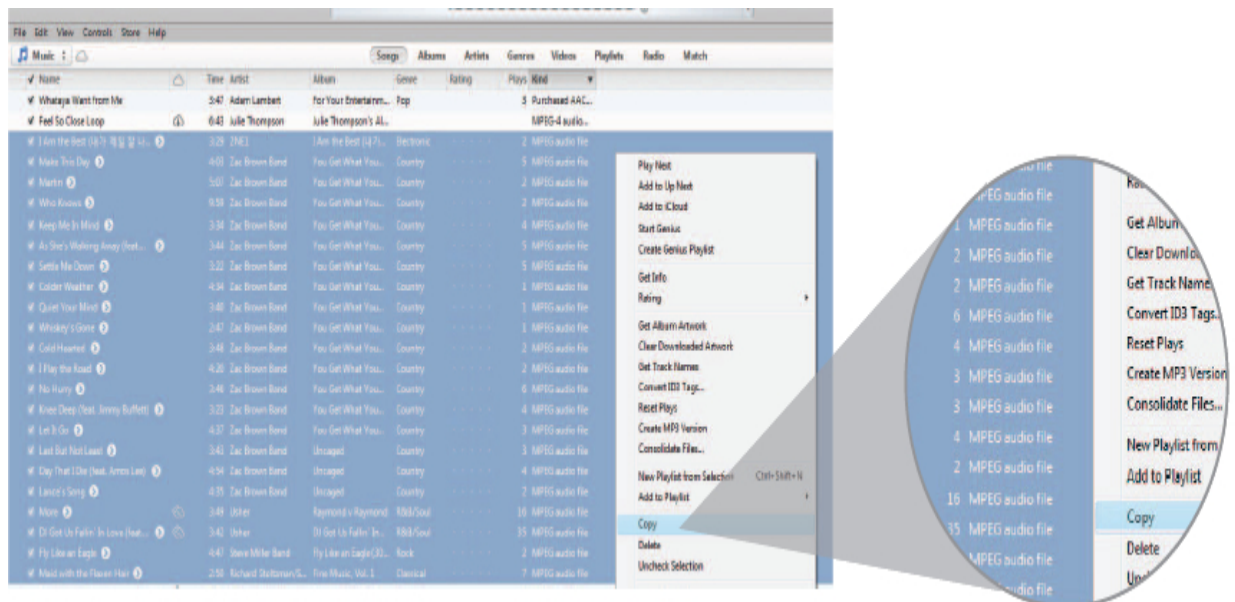 File Edit View Controls Store Help
Music
Songs Albums Artists Genres Videos Playlists Radio Match
Name Time Artist Album Genre Rating Plays Kind
Whataya Want from Me 3:47 Adam Lambert For Your Entertainm... Pop 3 Purchased AAC...
Feel So Close Loop 6:43 Julie Thompson Julie Thompson's Al... MPEG-4 audio...
I Am the Best 3:29 2NE1 I Am the Best Electronic 2 MPEG audio file
Make This Day 4:03 Zac Brown Band You Get What You... Country 5 MPEG audio file
Martin 5:07 Zac Brown Band You Get What You... Country 2 MPEG audio file
Who Knows 9:59 Zac Brown Band You Get What You... Country 2 MPEG audio file
Keep Me In Mind 3:34 Zac Brown Band You Get What You... Country 4 MPEG audio file
As She's Walking Away (feat.... 3:44 Zac Brown Band You Get What You... Country 5 MPEG audio file
Settle Me Down 3:22 Zac Brown Band You Get What You... Country 5 MPEG audio file
Colder Weather 4:34 Zac Brown Band You Get What You... Country 1 MPEG audio file
Quiet Your Mind 3:40 Zac Brown Band You Get What You... Country 1 MPEG audio file
Whiskey's Gone 2:47 Zac Brown Band You Get What You... Country 1 MPEG audio file
Cold Hearted 3:48 Zac Brown Band You Get What You... Country 2 MPEG audio file
I Play the Road 4:20 Zac Brown Band You Get What You... Country 2 MPEG audio file
No Hurry 3:46 Zac Brown Band You Get What You... Country 6 MPEG audio file
Knee Deep (feat. Jimmy Buffett) 3:23 Zac Brown Band You Get What You... Country 4 MPEG audio file
Let It Go 4:37 Zac Brown Band You Get What You... Country 3 MPEG audio file
Last But Not Least 3:43 Zac Brown Band Uncaged Country 3 MPEG audio file
Day That I Die (feat. Amos Lee) 4:54 Zac Brown Band Uncaged Country 4 MPEG audio file
Lance's Song 4:35 Zac Brown Band Uncaged Country 2 MPEG audio file
More 3:49 Usher Raymond v Raymond R&B/Soul 16 MPEG audio file
DJ Got Us Fallin' In Love (feat... 3:42 Usher DJ Got Us Fallin' In... R&B/Soul 35 MPEG audio file
Fly Like an Eagle 4:47 Steve Miller Band Fly Like an Eagle (30... Rock 2 MPEG audio file
Maid with the Flaxen Hair 2:50 Richard Fine Music, Vol. 1 Classical 7 MPEG audio file
Play Next
Add to Up Next
Add to iCloud
Start Genius
Create Genius Playlist
Get Info
Rating
Get Album Artwork
Clear Downloaded Artwork
Get Track Names
Convert ID3 Tags...
Reset Plays
Create MP3 Version
Consolidate Files...
New Playlist from Selection Ctrl+Shift+N
Add to Playlist
Copy
Delete
Uncheck Selection
MPEG audio file
1 MPEG audio file Get Album
2 MPEG audio file Clear Downlo
2 MPEG audio file Get Track Name
6 MPEG audio file Convert ID3 Tags..
4 MPEG audio file Reset Plays
3 MPEG audio file Create MP3 Version
3 MPEG audio file Consolidate Files...
4 MPEG audio file New Playlist from
2 MPEG audio file Add to Playlist
16 MPEG audio file Copy
35 MPEG audio file Delete
MPEG audio file
audio file